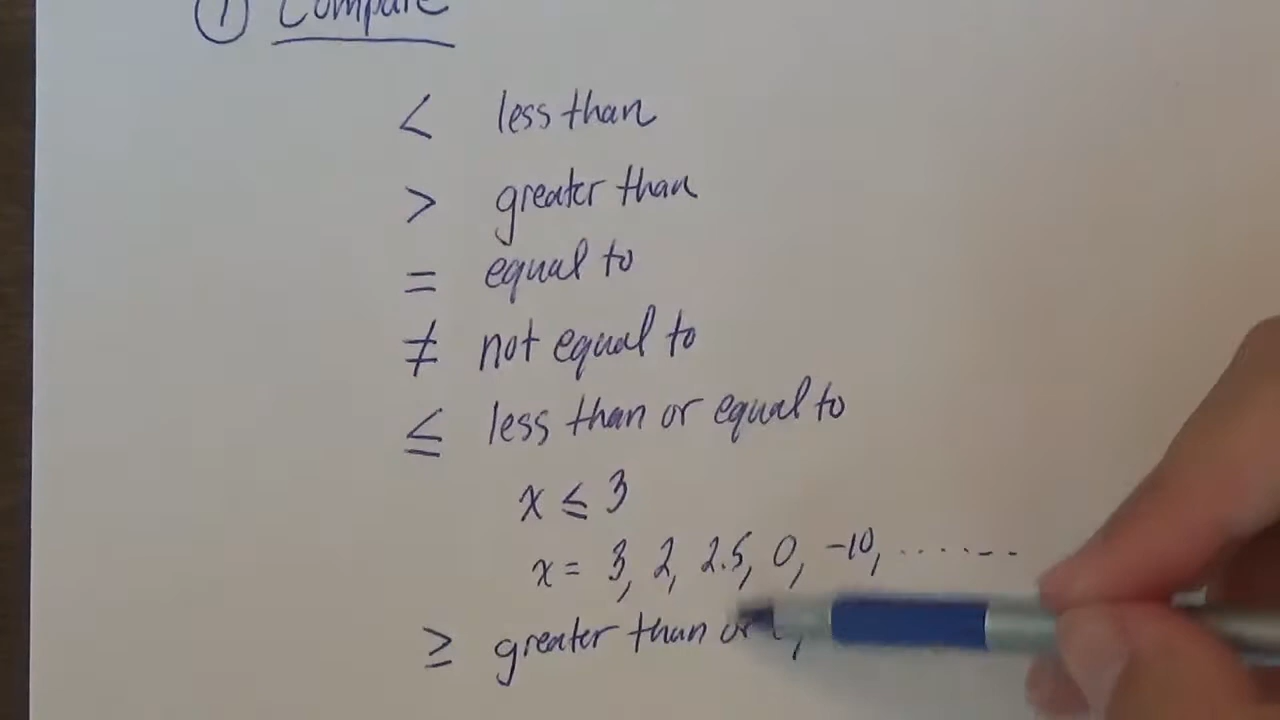 ① Compare
< less than
> greater than
= equal to
≠ not equal to
≤ less than or equal to
x ≤ 3
x = 3, 2, 2.5, 0, -10, .......
≥ greater than or